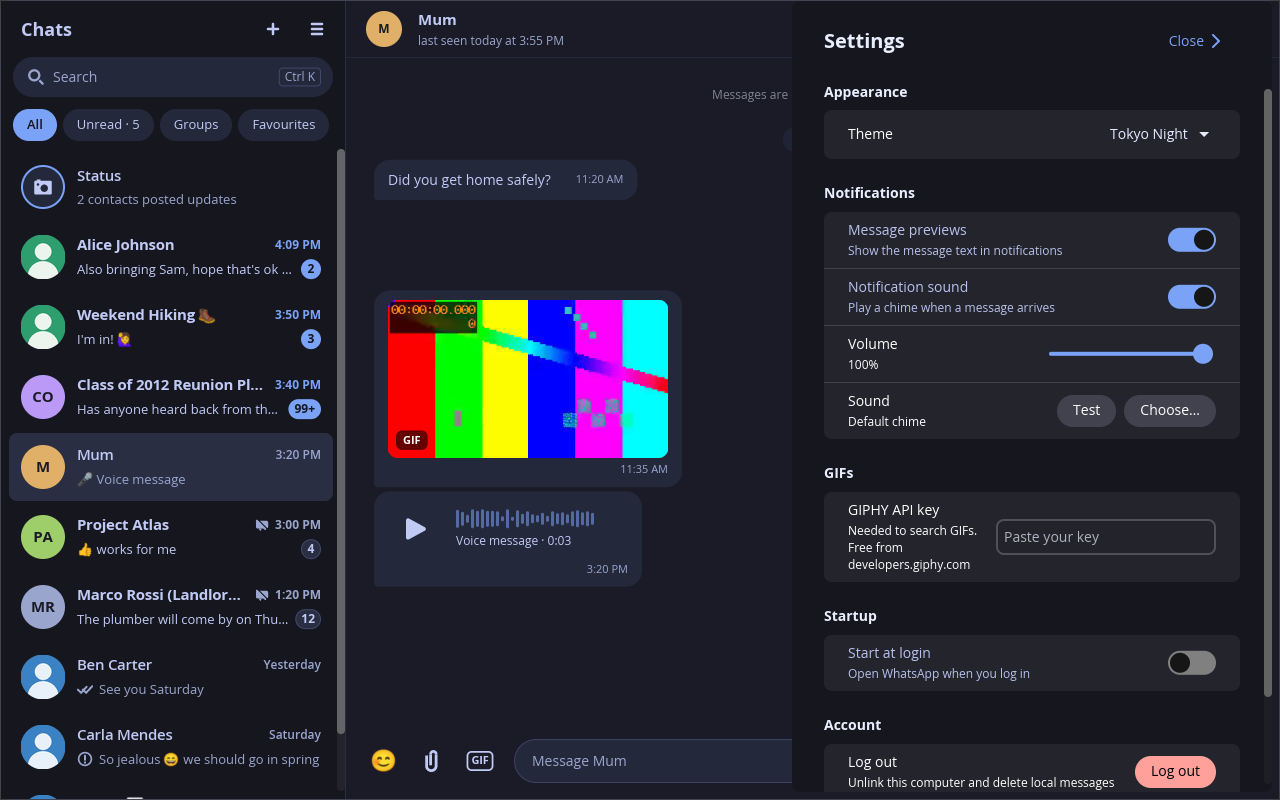 Chats
Search
Ctrl K
All
Unread · 5
Groups
Favourites
Status
2 contacts posted updates
Alice Johnson
4:09 PM
Also bringing Sam, hope that's ok ...
2
Weekend Hiking 🥾
3:50 PM
I'm in! 🙋‍♀️
3
CO
Class of 2012 Reunion Pl...
3:40 PM
Has anyone heard back from th...
99+
M
Mum
3:20 PM
🎤 Voice message
PA
Project Atlas
3:00 PM
👍 works for me
4
MR
Marco Rossi (Landlor...
1:20 PM
The plumber will come by on Thu...
12
Ben Carter
Yesterday
See you Saturday
Carla Mendes
Saturday
So jealous 😄 we should go in spring
M
Mum
last seen today at 3:55 PM
Messages are
Did you get home safely?
11:20 AM
00:00:00.000
0
GIF
11:35 AM
Voice message · 0:03
3:20 PM
GIF
Message Mum
Settings
Close
Appearance
Theme
Tokyo Night
Notifications
Message previews
Show the message text in notifications
Notification sound
Play a chime when a message arrives
Volume
100%
Sound
Default chime
Test
Choose...
GIFs
GIPHY API key
Needed to search GIFs.
Free from
developers.giphy.com
Paste your key
Startup
Start at login
Open WhatsApp when you log in
Account
Log out
Unlink this computer and delete local messages
Log out